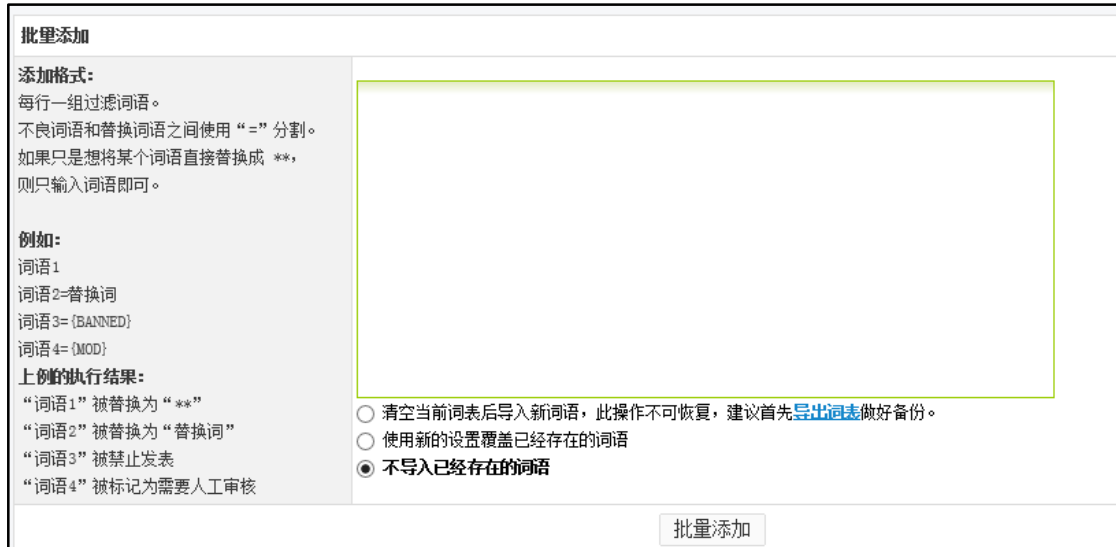 批量添加
添加格式：
每行一组过滤词语。
不良词语和替换词语之间使用“=”分割。
如果只是想将某个词语直接替换成 **，
则只输入词语即可。
例如：
词语1
词语2=替换词
词语3={BANNED}
词语4={MOD}
上例的执行结果：
“词语1”被替换为“**”
“词语2”被替换为“替换词”
“词语3”被禁止发表
“词语4”被标记为需要人工审核
清空当前词表后导入新词语，此操作不可恢复，建议首先导出词表做好备份。
使用新的设置覆盖已经存在的词语
不导入已经存在的词语
批量添加